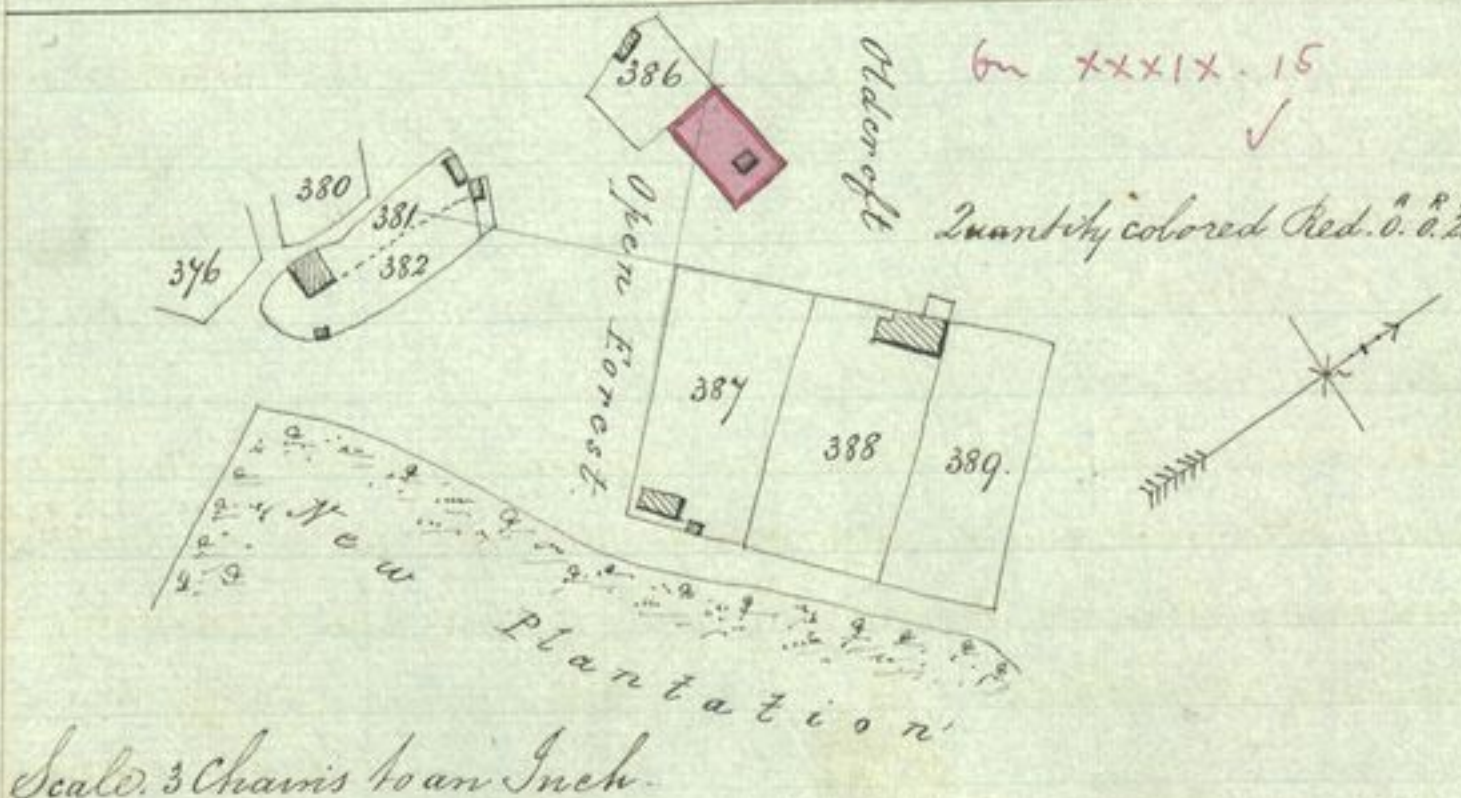 on XXXIX. 15
Oldcroft
Quantity colored Red. 0. 0. 2
A R
386
380
381
382
376
Open Forest
387
388
389.
New Plantation
Scale. 3 Chains to an Inch.